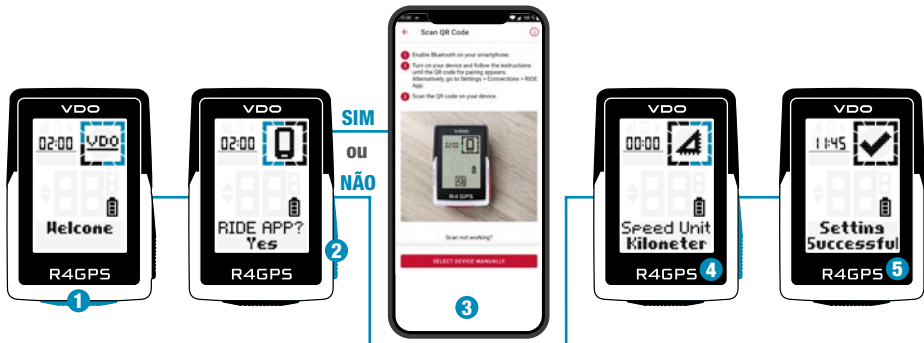 VDO
02:00 VDO
Welcone
R4GPS
1
VDO
02:00
RIDE APP?
Yes
R4GPS
2
SIM
ou
NÃO
Scan QR Code
1 Enable Bluetooth on your smartphone.
2 Turn on your device and follow the instructions
until the QR code for pairing appears.
Alternatively, go to Settings > Connections > RIDE
App.
3 Scan the QR code on your device.
VDO
R4 GPS
Scan not working?
SELECT DEVICE MANUALLY
3
VDO
00:00
Speed Unit
Kilometer
R4GPS
4
VDO
11:45
Setting
Successful
R4GPS
5